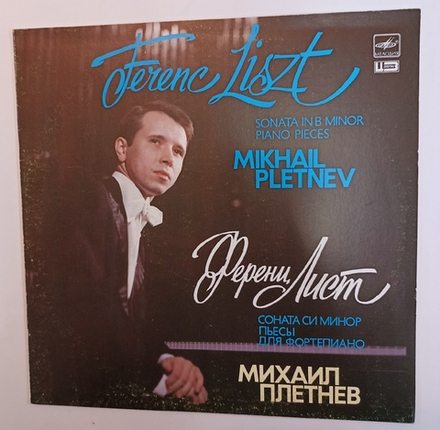 Ferenc Liszt
SONATA IN B MINOR
PIANO PIECES
MIKHAIL
PLETNEV
Ференц Лист
СОНАТА СИ МИНОР
ПЬЕСЫ
ДЛЯ ФОРТЕПИАНО
МИХАИЛ
ПЛЕТНЕВ